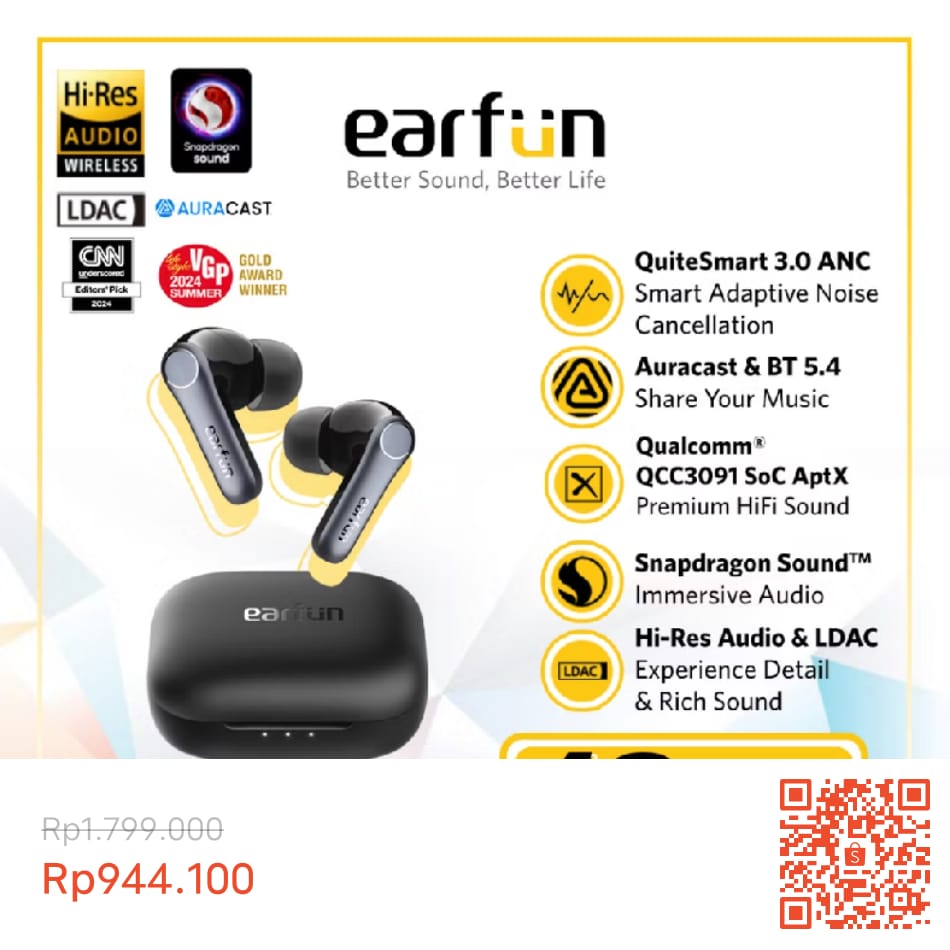 Hi-Res
AUDIO
WIRELESS
Snapdragon
sound
earfun
Better Sound, Better Life
LDAC
AURACAST
CNN
underscored
Editors' Pick
2024
Life Style
VGP
2024
SUMMER
GOLD
AWARD
WINNER
QuiteSmart 3.0 ANC
Smart Adaptive Noise
Cancellation
Auracast & BT 5.4
Share Your Music
Qualcomm®
QCC3091 SoC AptX
Premium HiFi Sound
Snapdragon Sound™
Immersive Audio
LDAC
Hi-Res Audio & LDAC
Experience Detail
& Rich Sound
earfun
earfun
earfun
Rp1.799.000
Rp944.100
S